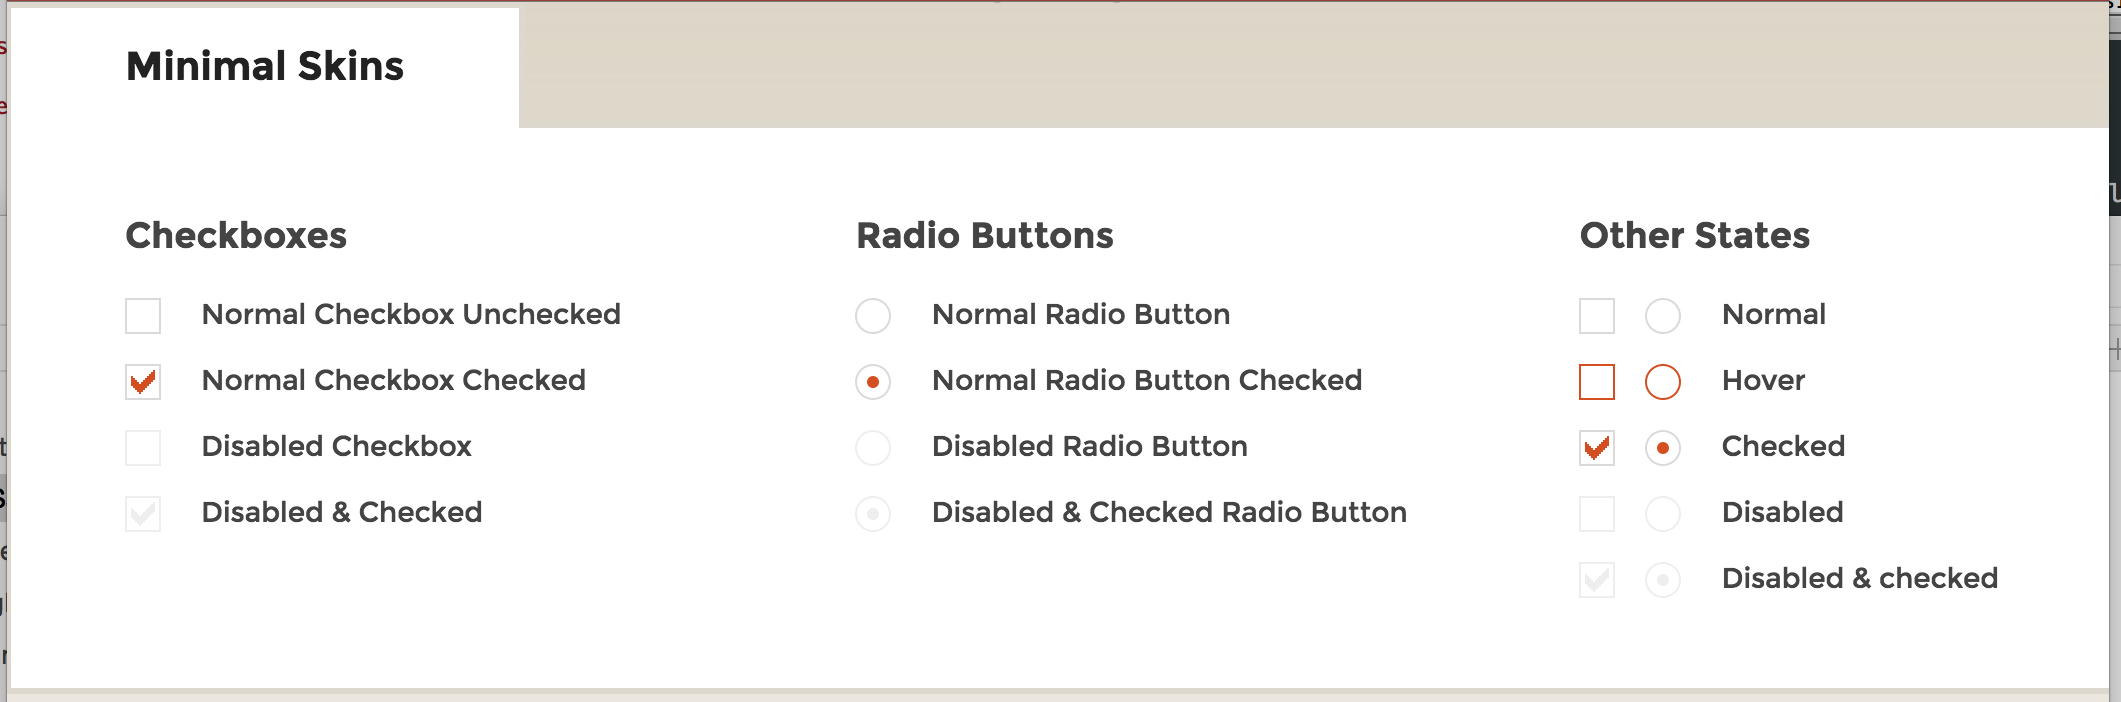 Minimal Skins
Checkboxes
Normal Checkbox Unchecked
Normal Checkbox Checked
Disabled Checkbox
Disabled & Checked
Radio Buttons
Normal Radio Button
Normal Radio Button Checked
Disabled Radio Button
Disabled & Checked Radio Button
Other States
Normal
Hover
Checked
Disabled
Disabled & checked